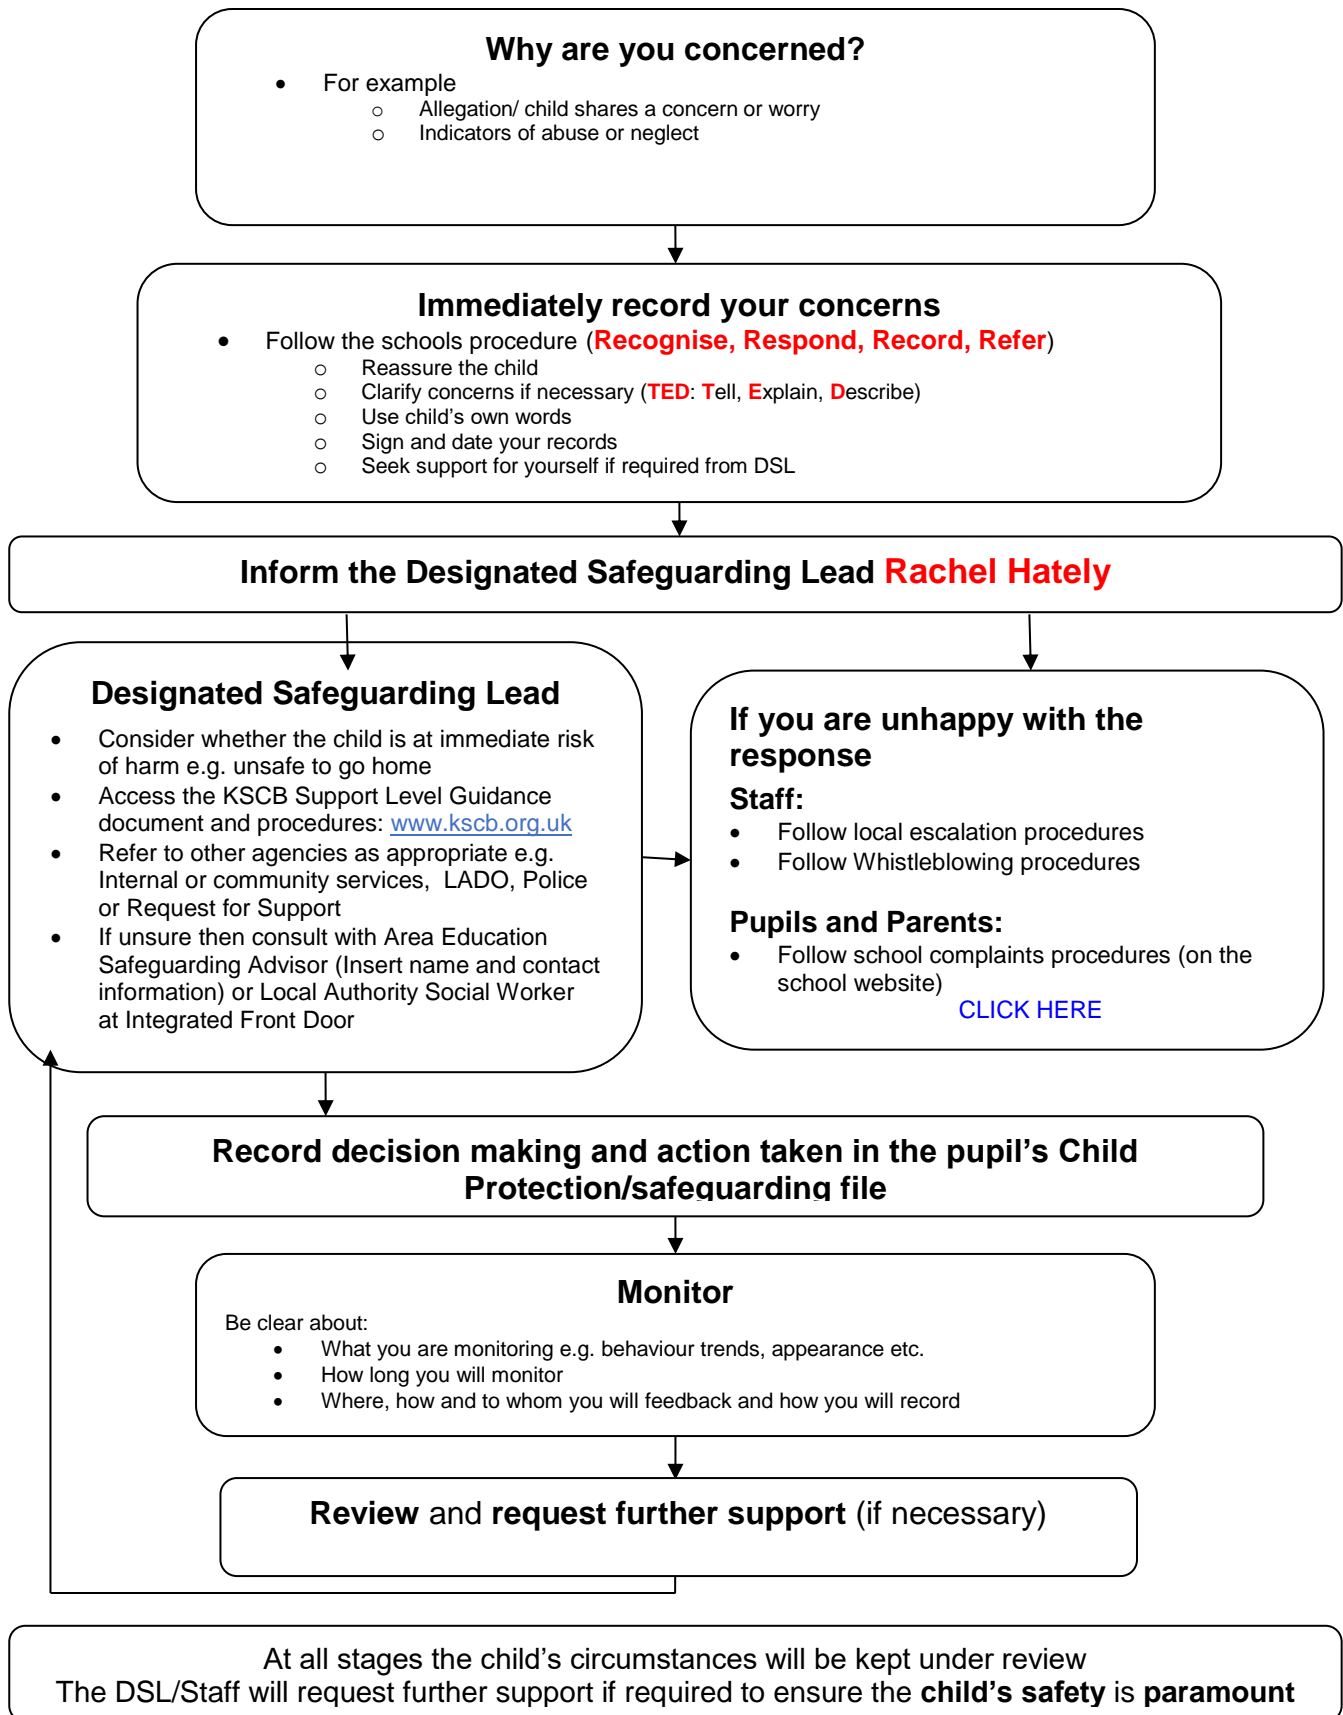 Why are you concerned?
• For example
o Allegation/ child shares a concern or worry
o Indicators of abuse or neglect
Immediately record your concerns
• Follow the schools procedure (Recognise, Respond, Record, Refer)
o Reassure the child
o Clarify concerns if necessary (TED: Tell, Explain, Describe)
o Use child’s own words
o Sign and date your records
o Seek support for yourself if required from DSL
Inform the Designated Safeguarding Lead Rachel Hately
Designated Safeguarding Lead
• Consider whether the child is at immediate risk
of harm e.g. unsafe to go home
• Access the KSCB Support Level Guidance
document and procedures: www.kscb.org.uk
• Refer to other agencies as appropriate e.g.
Internal or community services, LADO, Police
or Request for Support
• If unsure then consult with Area Education
Safeguarding Advisor (Insert name and contact
information) or Local Authority Social Worker
at Integrated Front Door
If you are unhappy with the
response
Staff:
• Follow local escalation procedures
• Follow Whistleblowing procedures
Pupils and Parents:
• Follow school complaints procedures (on the
school website)
CLICK HERE
Record decision making and action taken in the pupil’s Child
Protection/safeguarding file
Monitor
Be clear about:
• What you are monitoring e.g. behaviour trends, appearance etc.
• How long you will monitor
• Where, how and to whom you will feedback and how you will record
Review and request further support (if necessary)
At all stages the child’s circumstances will be kept under review
The DSL/Staff will request further support if required to ensure the child’s safety is paramount